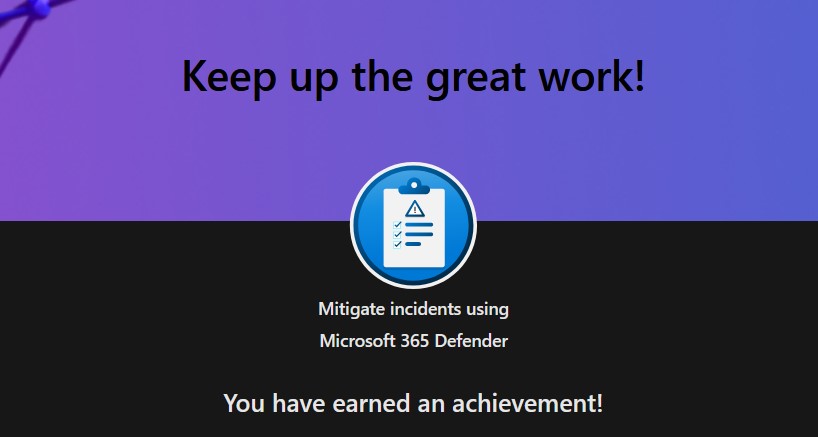 Keep up the great work!
Mitigate incidents using
Microsoft 365 Defender
You have earned an achievement!